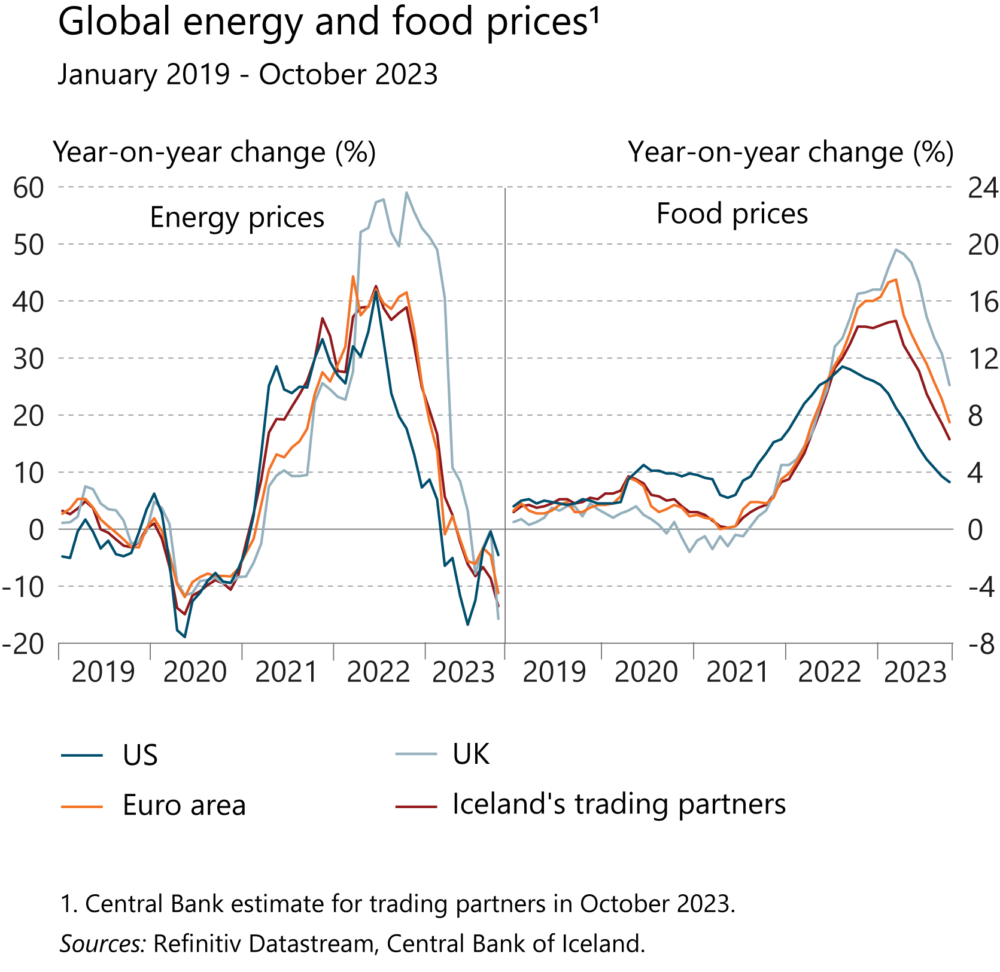 Global energy and food prices¹
January 2019 - October 2023
Year-on-year change (%)
Year-on-year change (%)
Energy prices
Food prices
60
50
40
30
20
10
0
-10
-20
24
20
16
12
8
4
0
-4
-8
2019 2020 2021 2022 2023
2019 2020 2021 2022 2023
US
UK
Euro area
Iceland's trading partners
1. Central Bank estimate for trading partners in October 2023.
Sources: Refinitiv Datastream, Central Bank of Iceland.